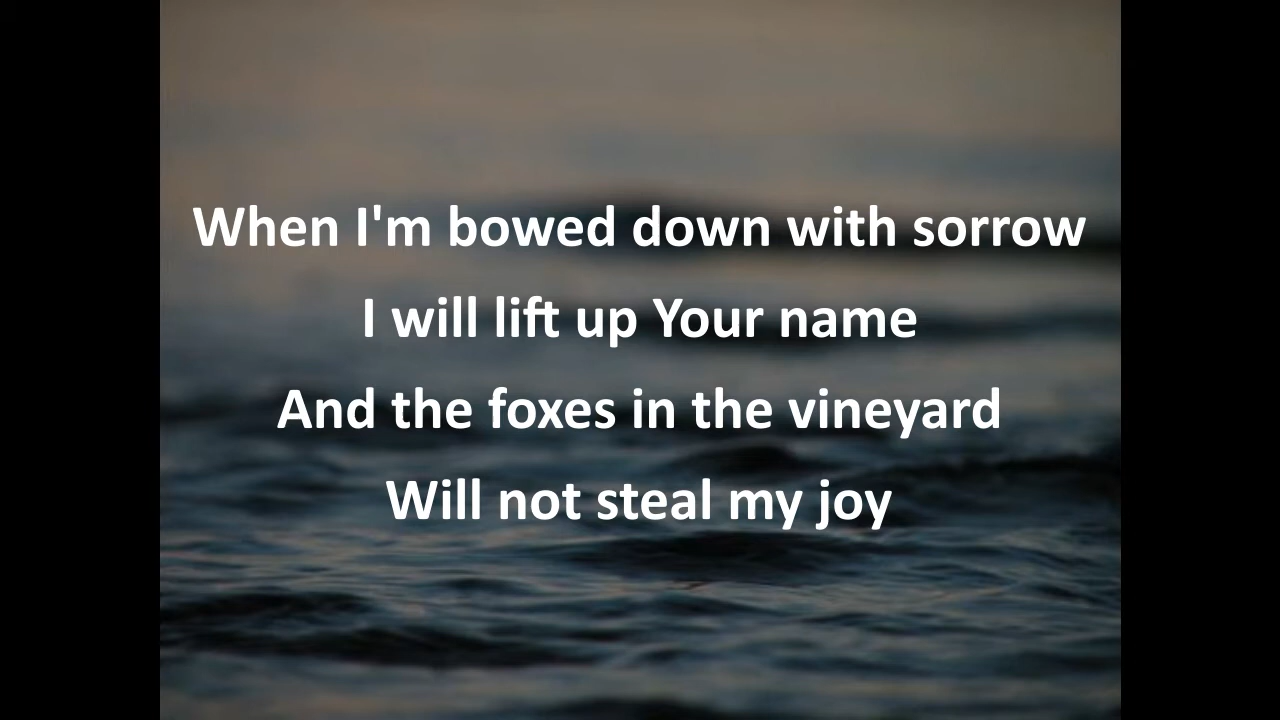 When I'm bowed down with sorrow
I will lift up Your name
And the foxes in the vineyard
Will not steal my joy